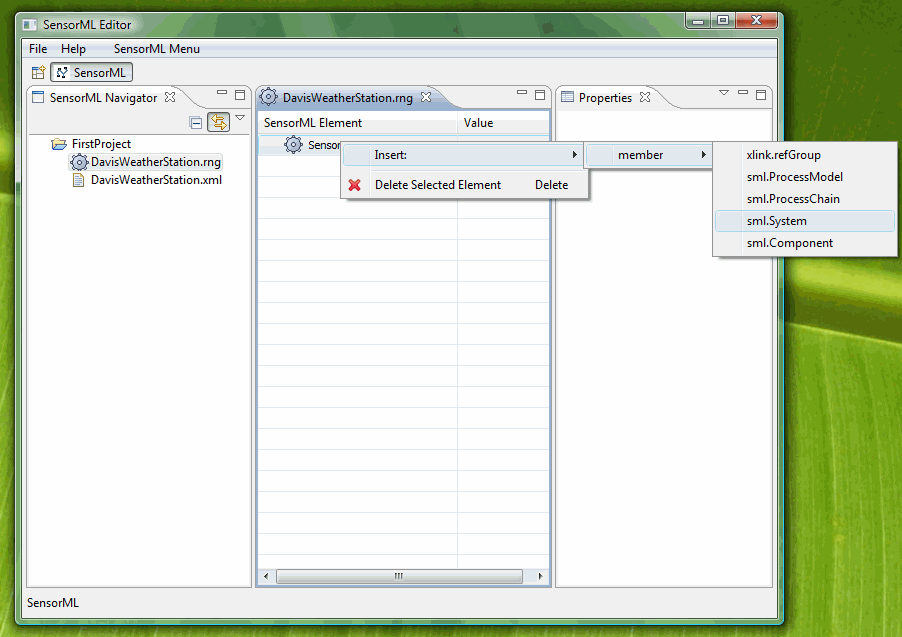 SensorML Editor
File Help SensorML Menu
SensorML
SensorML Navigator
DavisWeatherStation.rng
Properties
SensorML Element Value
FirstProject
DavisWeatherStation.rng
DavisWeatherStation.xml
Sensor
Insert:
Delete Selected Element Delete
member
xlink.refGroup
sml.ProcessModel
sml.ProcessChain
sml.System
sml.Component
SensorML